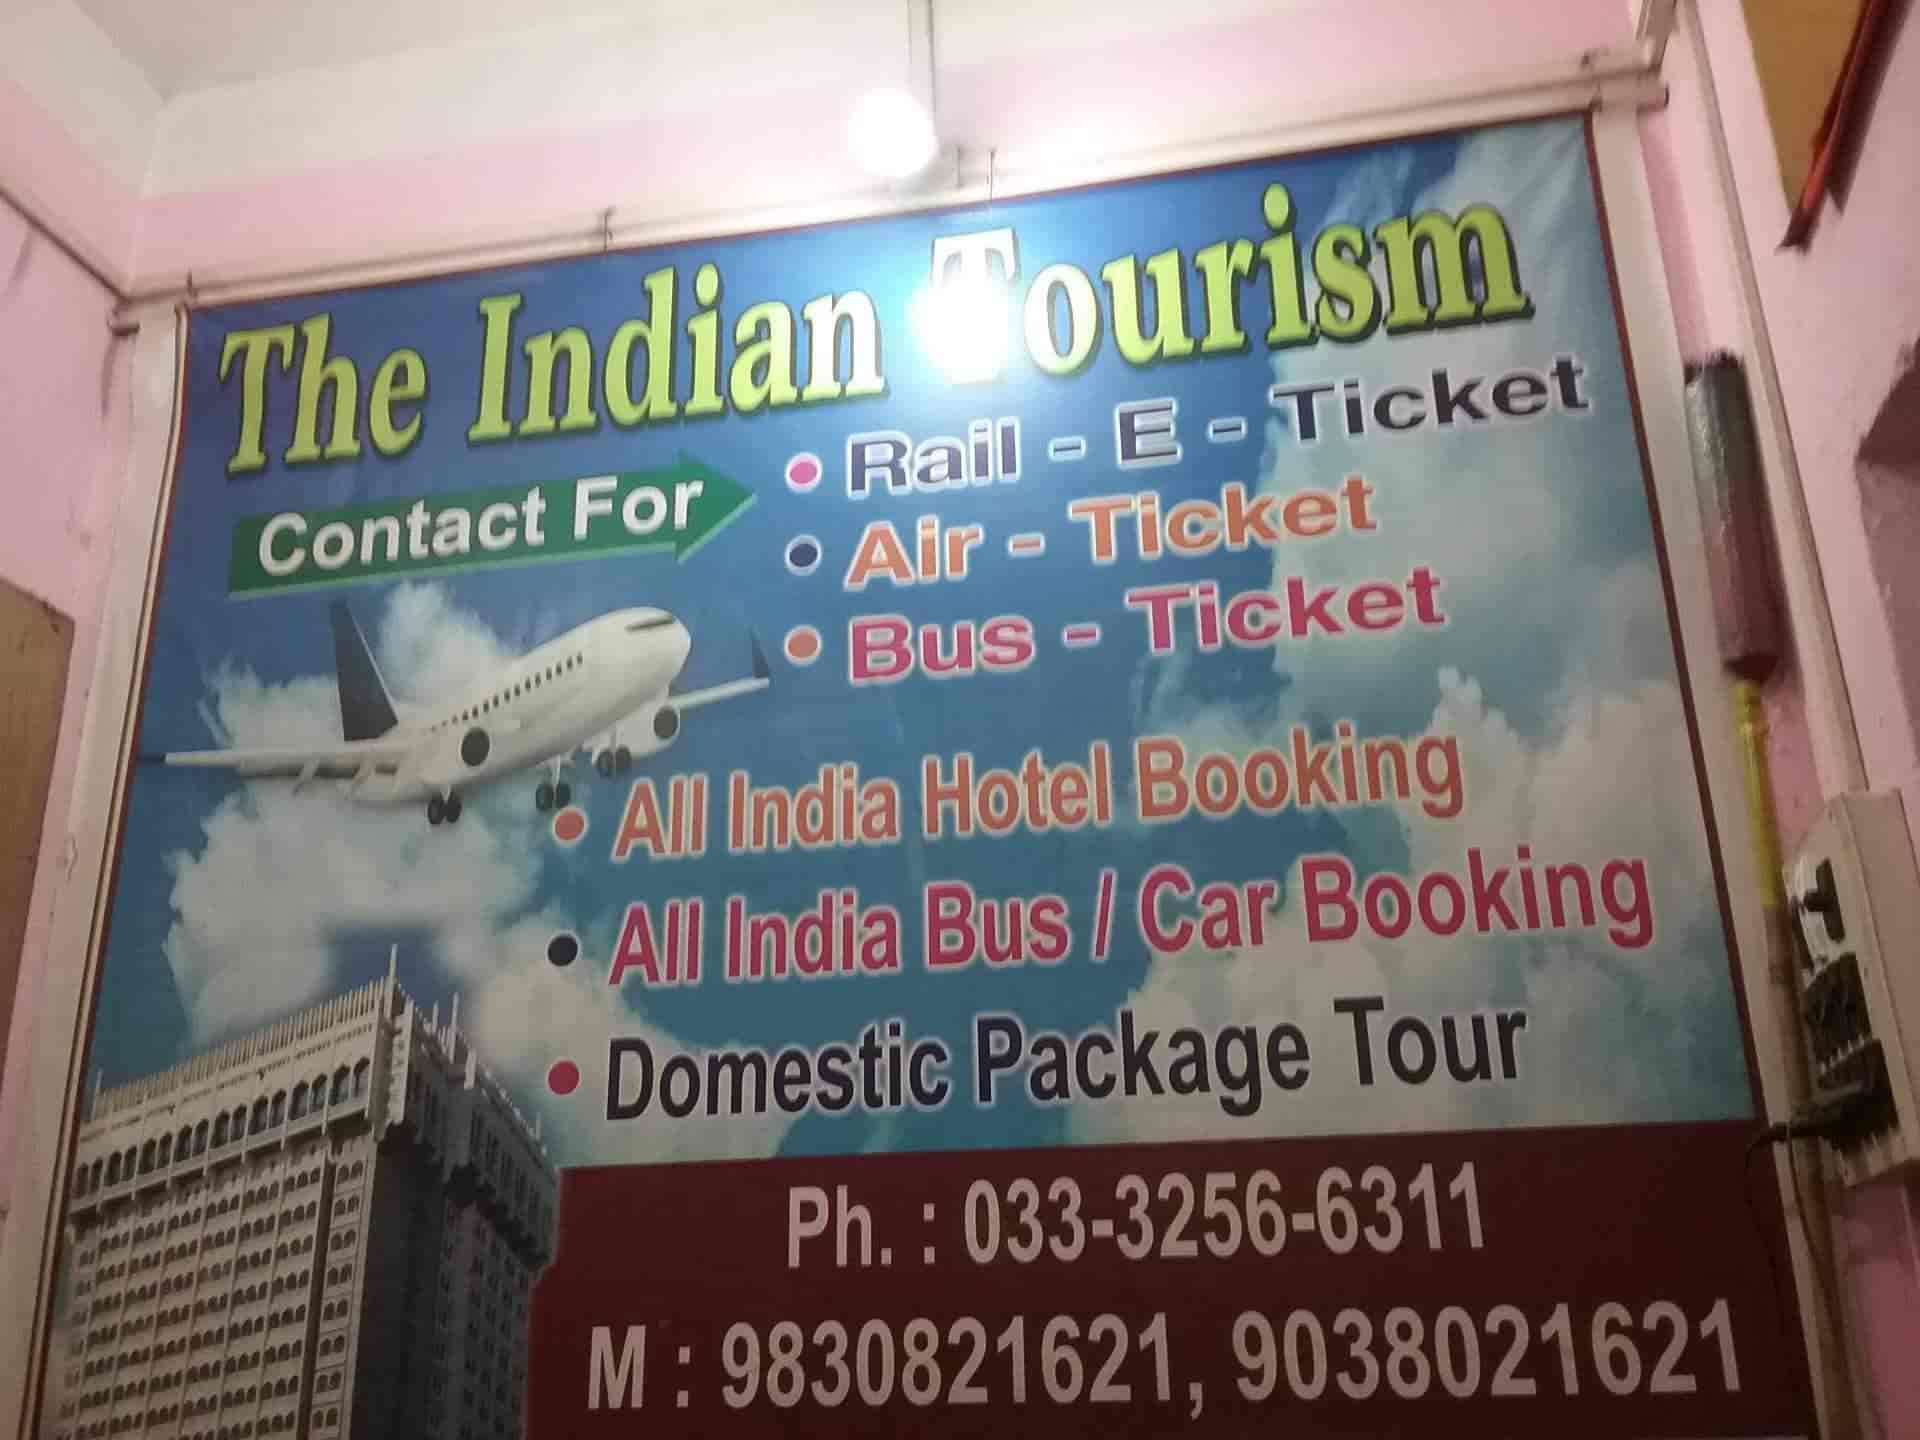 The Indian Tourism
Contact For
• Rail - E - Ticket
• Air - Ticket
• Bus - Ticket
• All India Hotel Booking
• All India Bus / Car Booking
• Domestic Package Tour
Ph. : 033-3256-6311
M : 9830821621, 9038021621